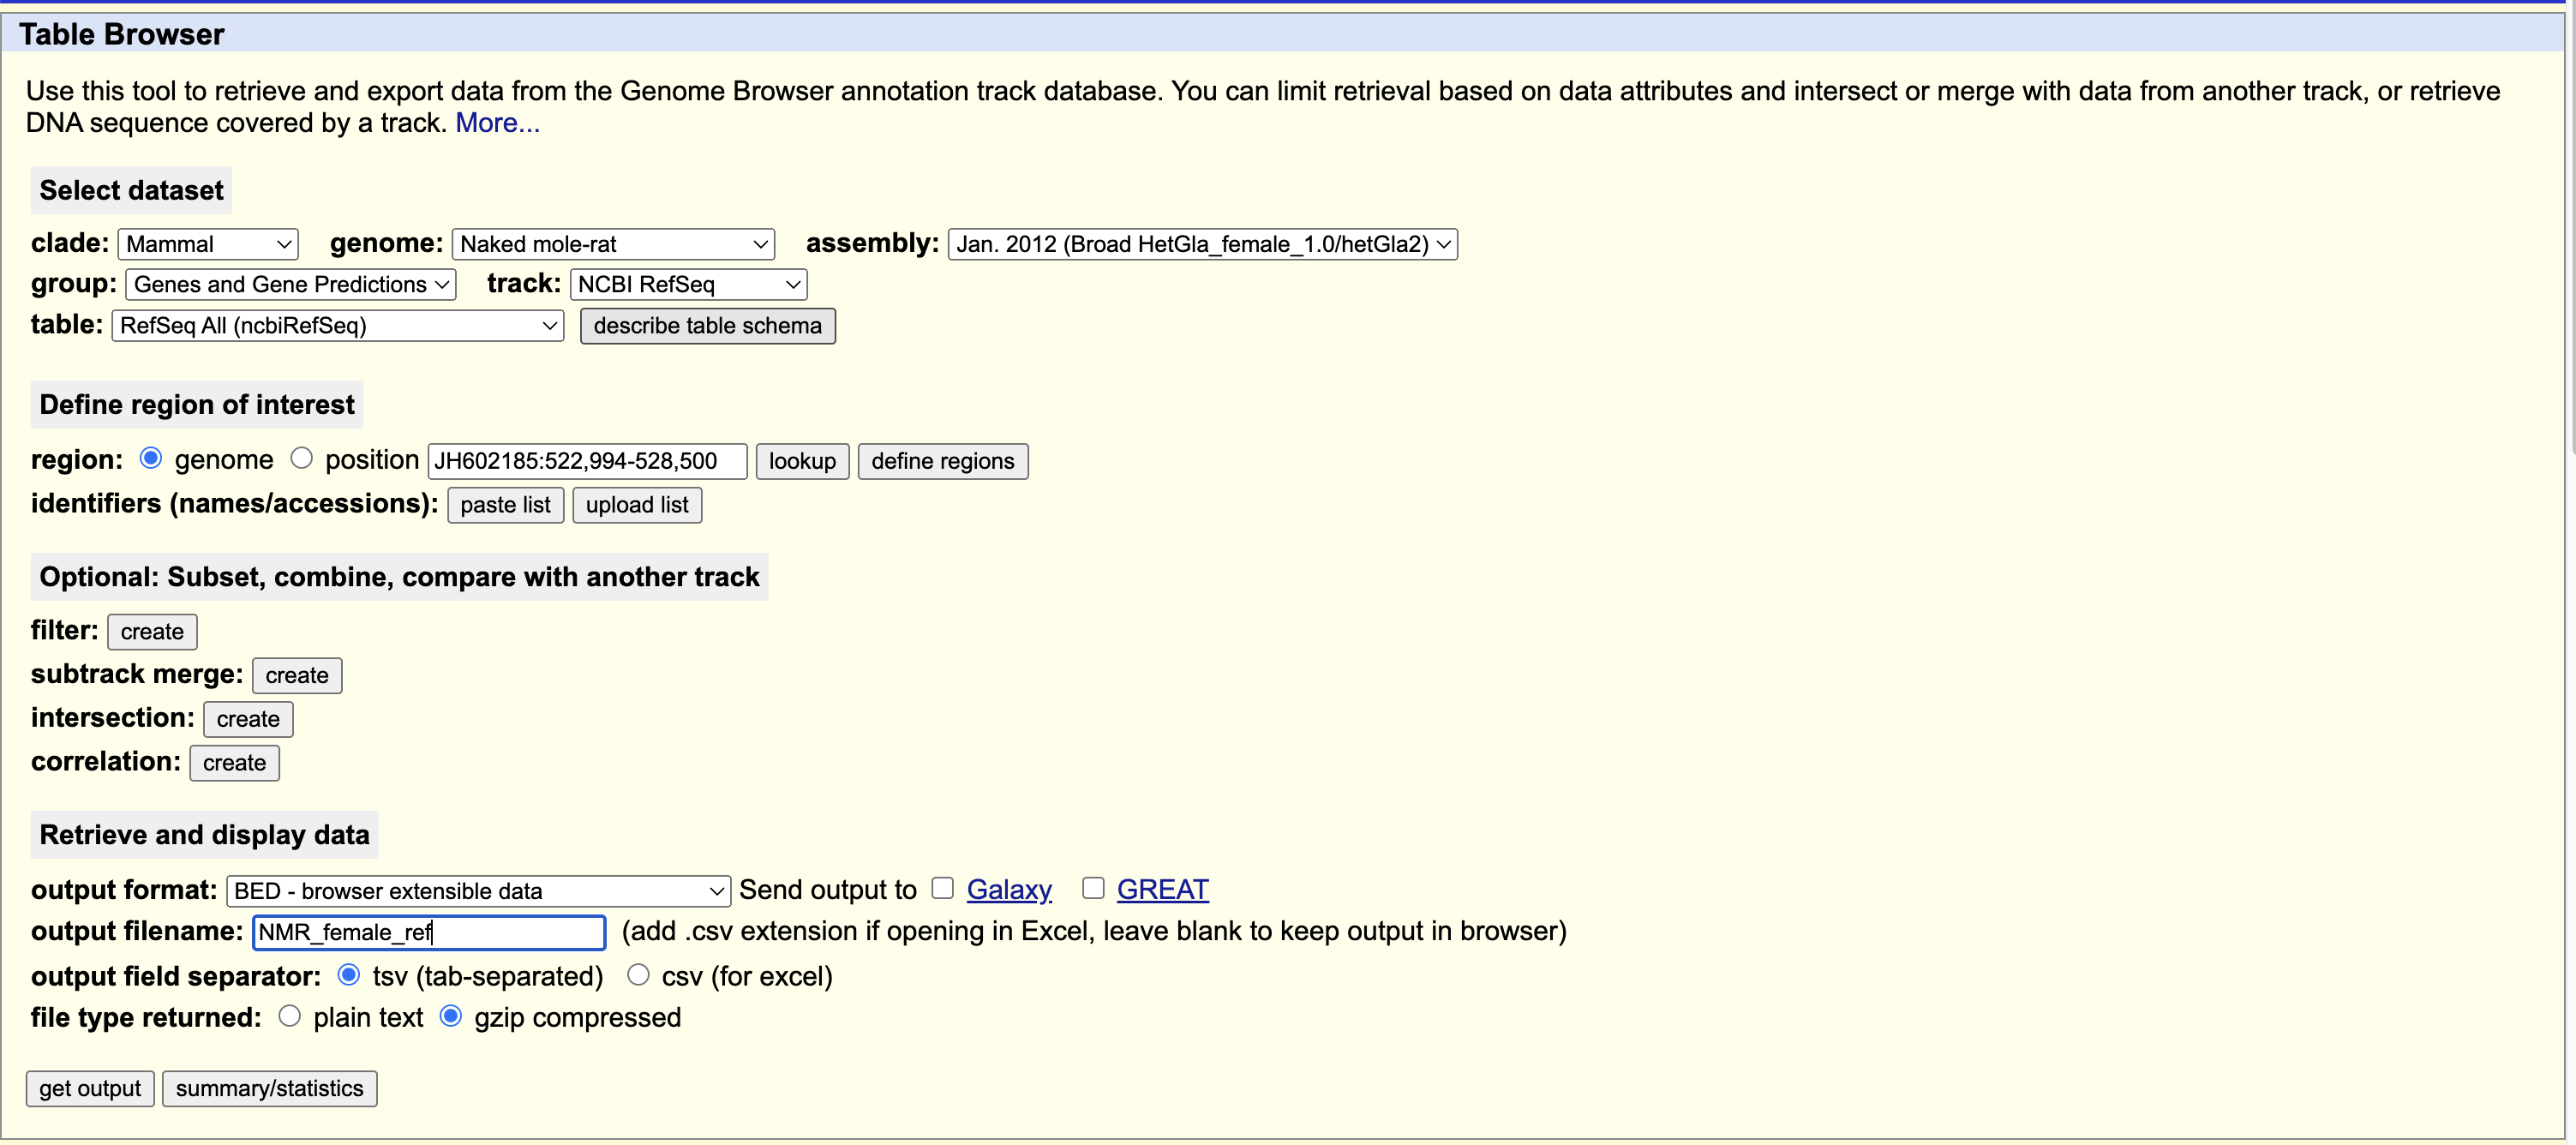 Table Browser
Use this tool to retrieve and export data from the Genome Browser annotation track database. You can limit retrieval based on data attributes and intersect or merge with data from another track, or retrieve
DNA sequence covered by a track. More...
Select dataset
clade: Mammal genome: Naked mole-rat assembly: Jan. 2012 (Broad HetGla_female_1.0/hetGla2)
group: Genes and Gene Predictions track: NCBI RefSeq
table: RefSeq All (ncbiRefSeq) describe table schema
Define region of interest
region: genome position JH602185:522,994-528,500 lookup define regions
identifiers (names/accessions): paste list upload list
Optional: Subset, combine, compare with another track
filter: create
subtrack merge: create
intersection: create
correlation: create
Retrieve and display data
output format: BED - browser extensible data Send output to Galaxy GREAT
output filename: NMR_female_ref (add .csv extension if opening in Excel, leave blank to keep output in browser)
output field separator: tsv (tab-separated) csv (for excel)
file type returned: plain text gzip compressed
get output summary/statistics